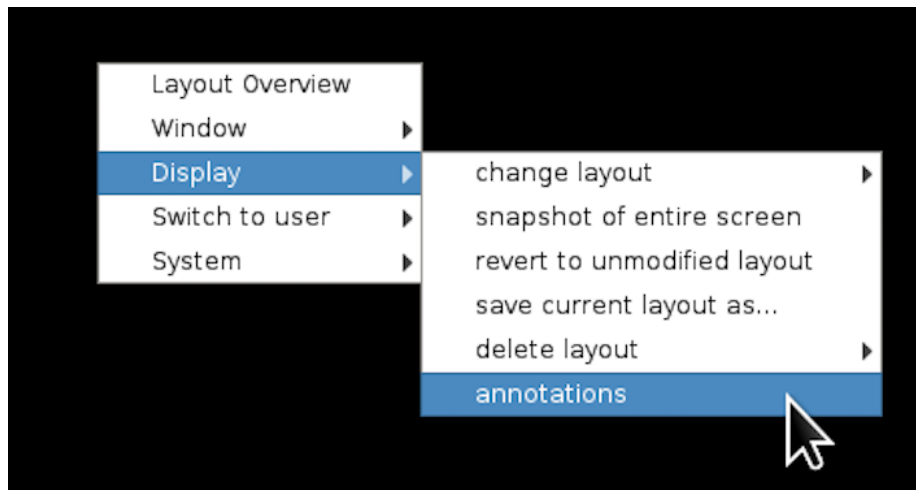 Layout Overview
Window
Display
Switch to user
System
change layout
snapshot of entire screen
revert to unmodified layout
save current layout as...
delete layout
annotations